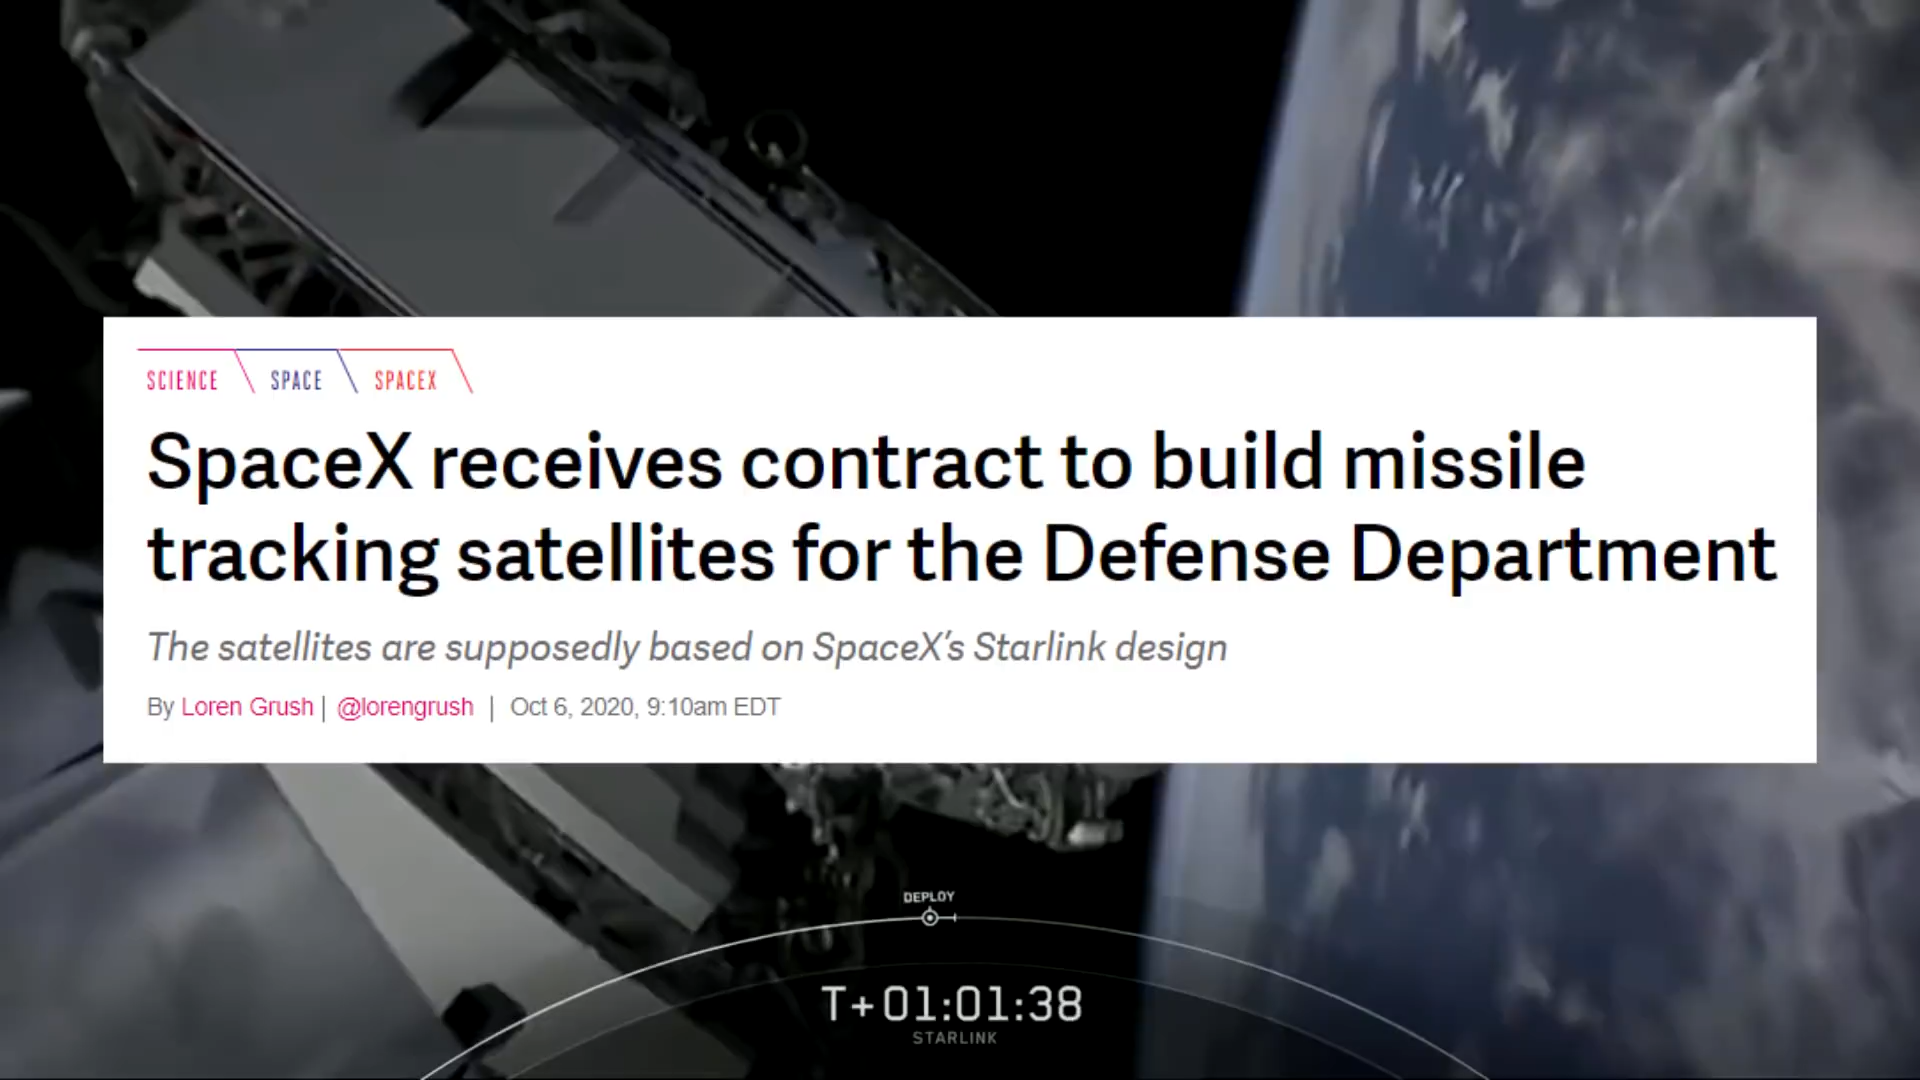 SCIENCE SPACE SPACEX
SpaceX receives contract to build missile
tracking satellites for the Defense Department
The satellites are supposedly based on SpaceX's Starlink design
By Loren Grush | @lorengrush | Oct 6, 2020, 9:10am EDT
DEPLOY
T+01:01:38
STARLINK